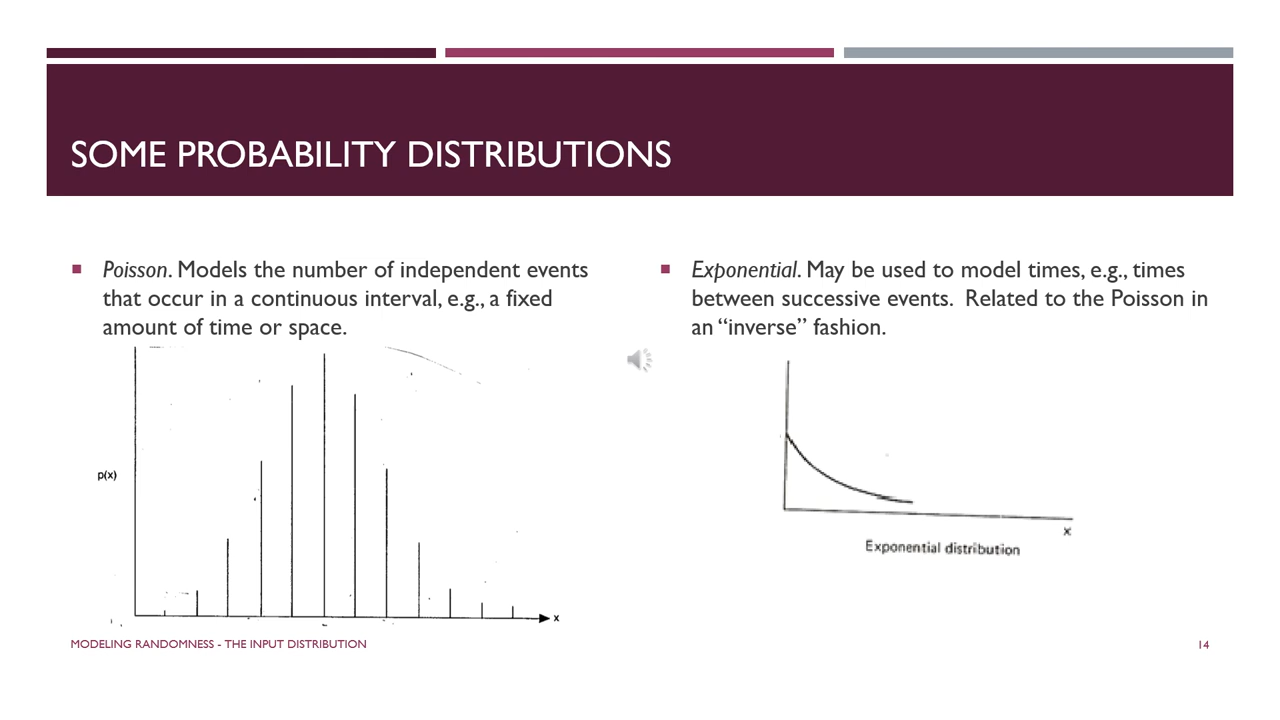 SOME PROBABILITY DISTRIBUTIONS
Poisson. Models the number of independent events
that occur in a continuous interval, e.g., a fixed
amount of time or space.
p(x)
x
Exponential. May be used to model times, e.g., times
between successive events. Related to the Poisson in
an “inverse” fashion.
x
Exponential distribution
MODELING RANDOMNESS - THE INPUT DISTRIBUTION
14